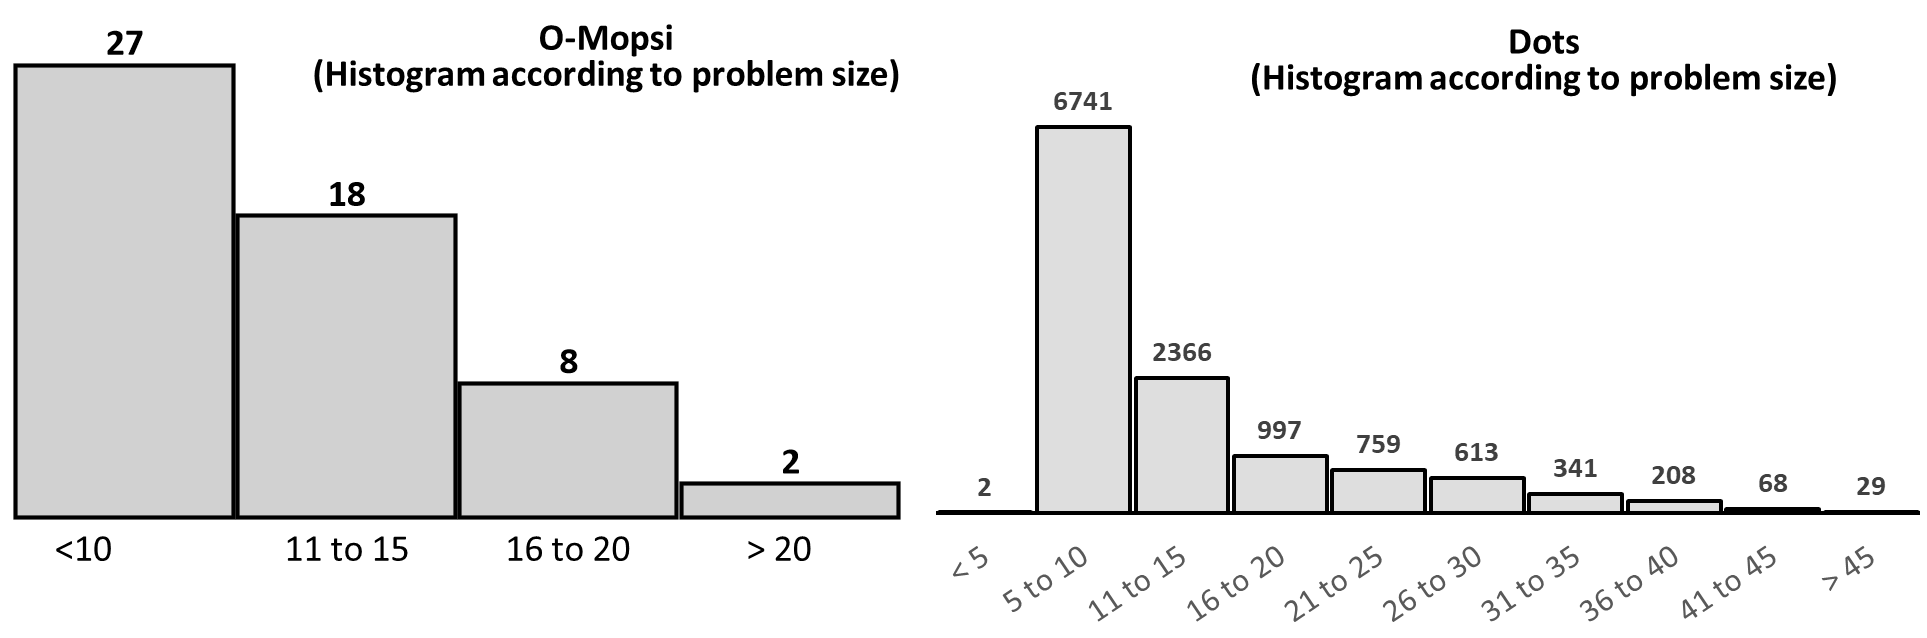 O-Mopsi
(Histogram according to problem size)
27
18
8
2
<10
11 to 15
16 to 20
> 20
Dots
(Histogram according to problem size)
2
6741
2366
997
759
613
341
208
68
29
< 5
5 to 10
11 to 15
16 to 20
21 to 25
26 to 30
31 to 35
36 to 40
41 to 45
> 45